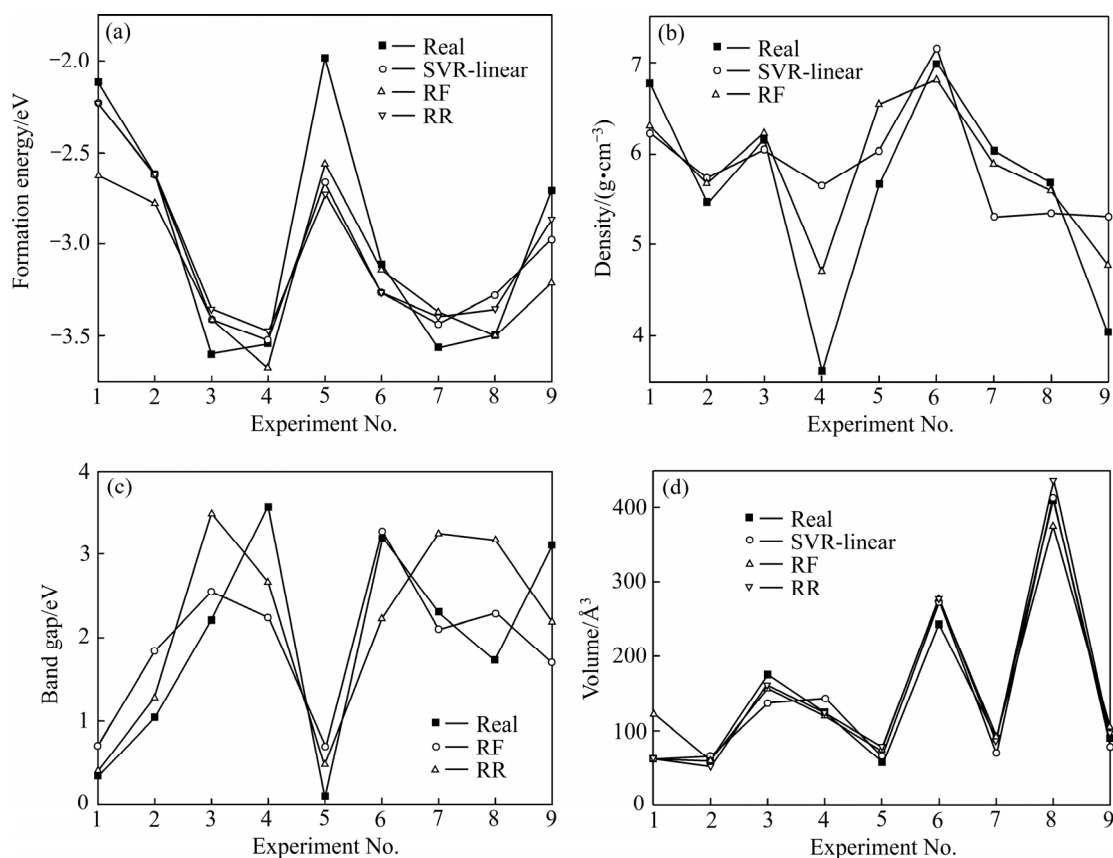 (a)
Real
SVR-linear
RF
RR
Formation energy/eV
−2.0
−2.5
−3.0
−3.5
1 2 3 4 5 6 7 8 9
Experiment No.
(b)
Real
SVR-linear
RF
Density/(g•cm⁻³)
7
6
5
4
1 2 3 4 5 6 7 8 9
Experiment No.
(c)
Real
RF
RR
Band gap/eV
4
3
2
1
0
1 2 3 4 5 6 7 8 9
Experiment No.
(d)
Real
SVR-linear
RF
RR
Volume/Å³
400
300
200
100
0
1 2 3 4 5 6 7 8 9
Experiment No.